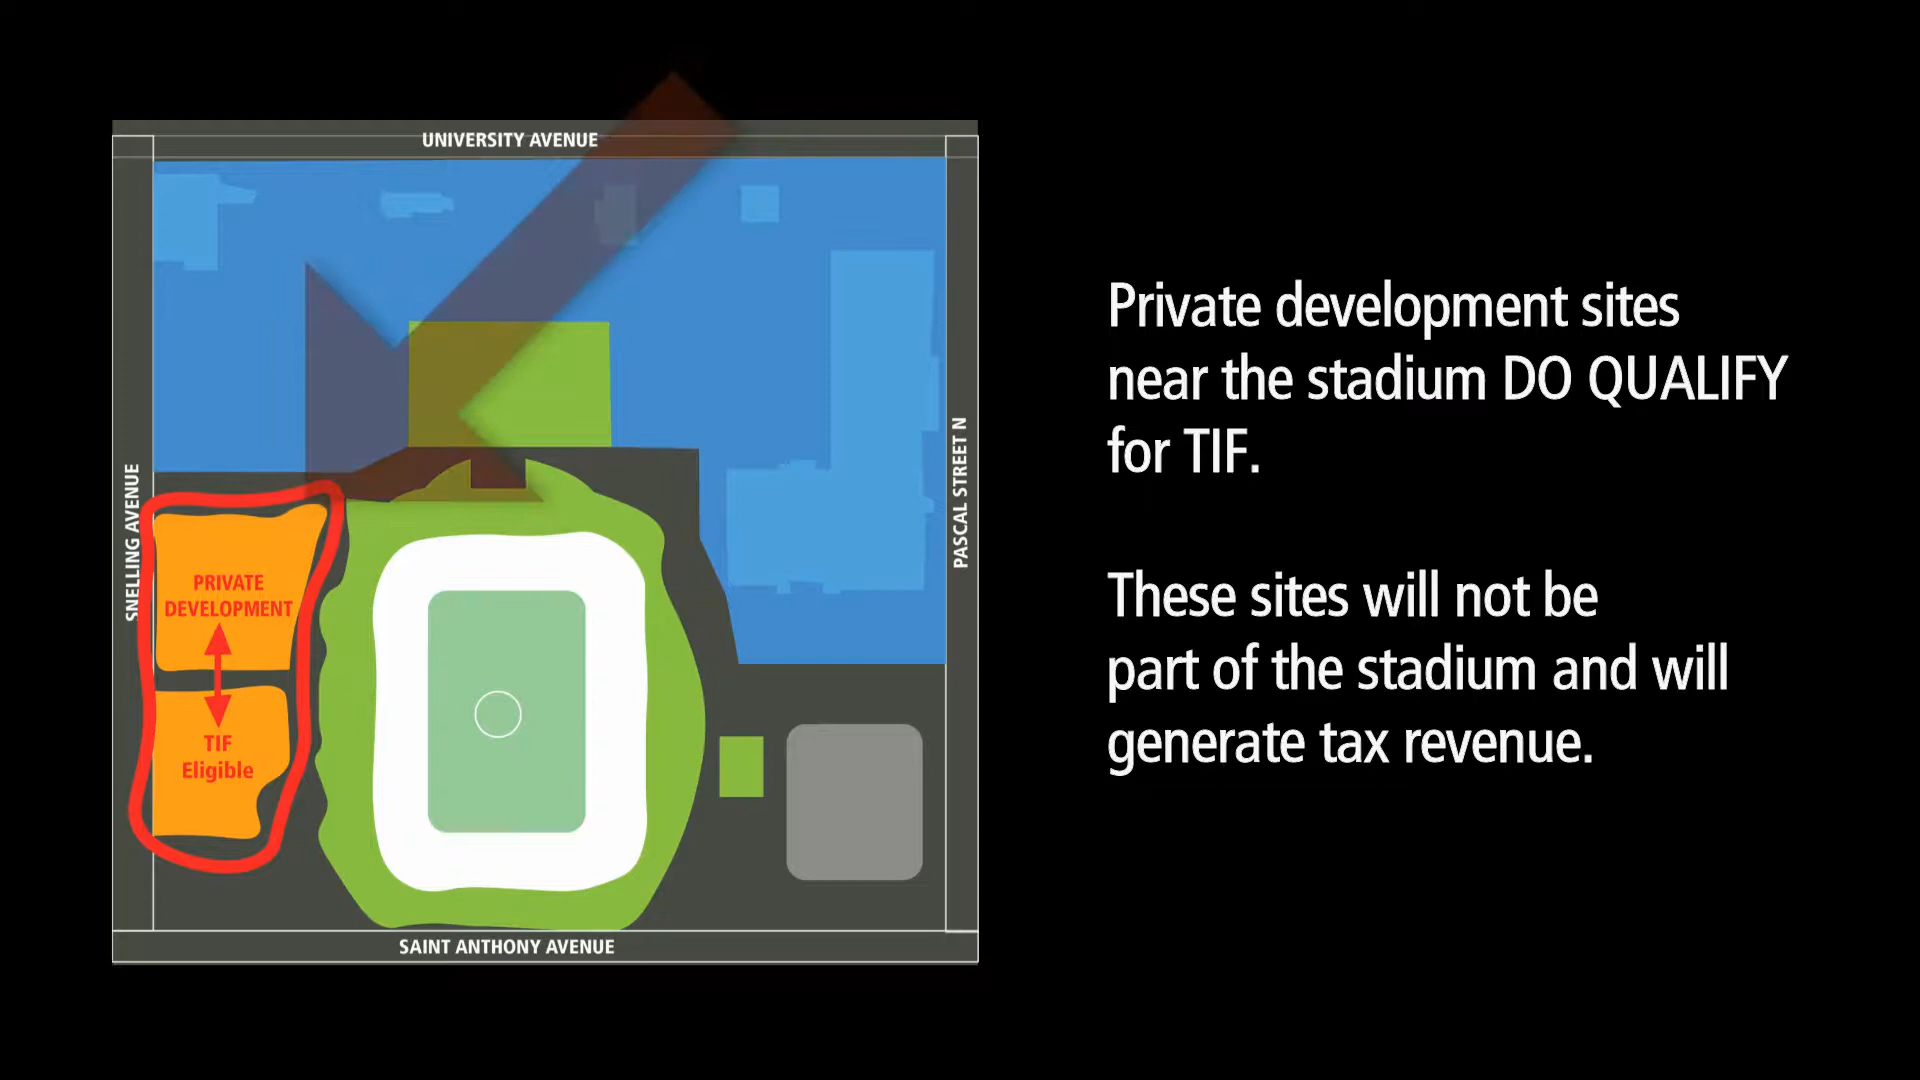 UNIVERSITY AVENUE
SNELLING AVENUE
PASCAL STREET N
PRIVATE
DEVELOPMENT
TIF
Eligible
SAINT ANTHONY AVENUE
Private development sites
near the stadium DO QUALIFY
for TIF.
These sites will not be
part of the stadium and will
generate tax revenue.